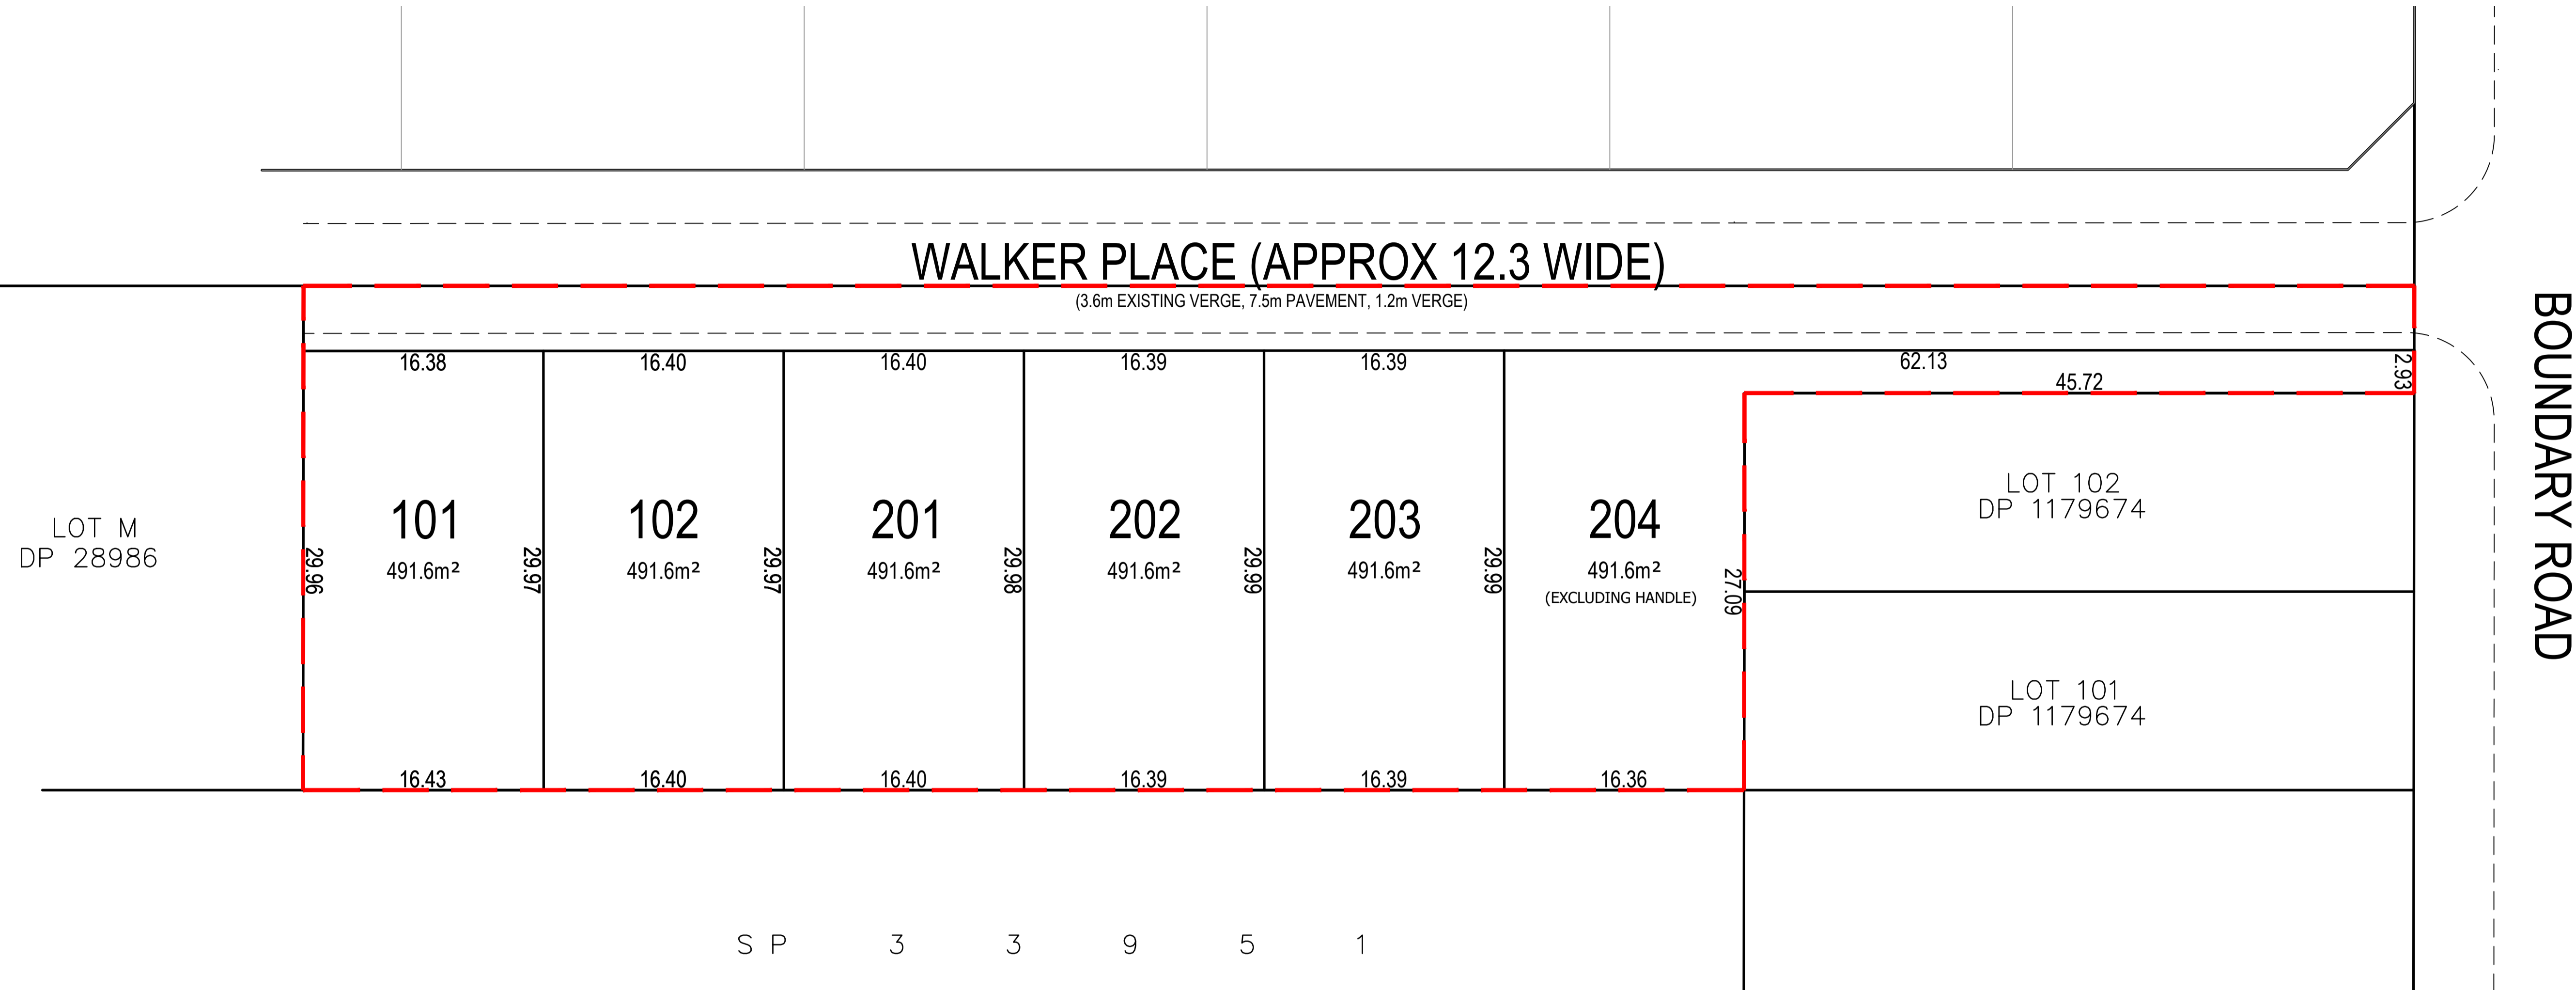 WALKER PLACE (APPROX 12.3 WIDE)
(3.6m EXISTING VERGE, 7.5m PAVEMENT, 1.2m VERGE)
BOUNDARY ROAD
16.38
16.40
16.40
16.39
16.39
62.13
2.93
45.72
LOT M
DP 28986
29.96
101
491.6m²
29.97
102
491.6m²
29.97
201
491.6m²
29.98
202
491.6m²
29.99
203
491.6m²
29.99
204
491.6m²
(EXCLUDING HANDLE)
27.09
LOT 102
DP 1179674
LOT 101
DP 1179674
16.43
16.40
16.40
16.39
16.39
16.36
SP 33951